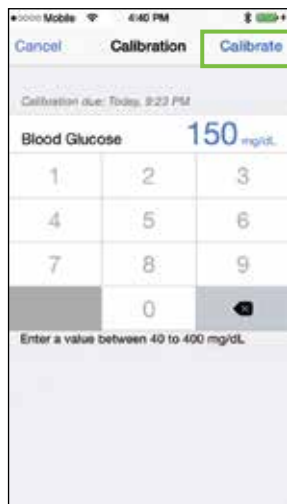 Mobile 4:40 PM
Cancel Calibration Calibrate
Calibration due: Today, 9:23 PM
Blood Glucose 150 mg/dL
1 2 3
4 5 6
7 8 9
0
Enter a value between 40 to 400 mg/dL